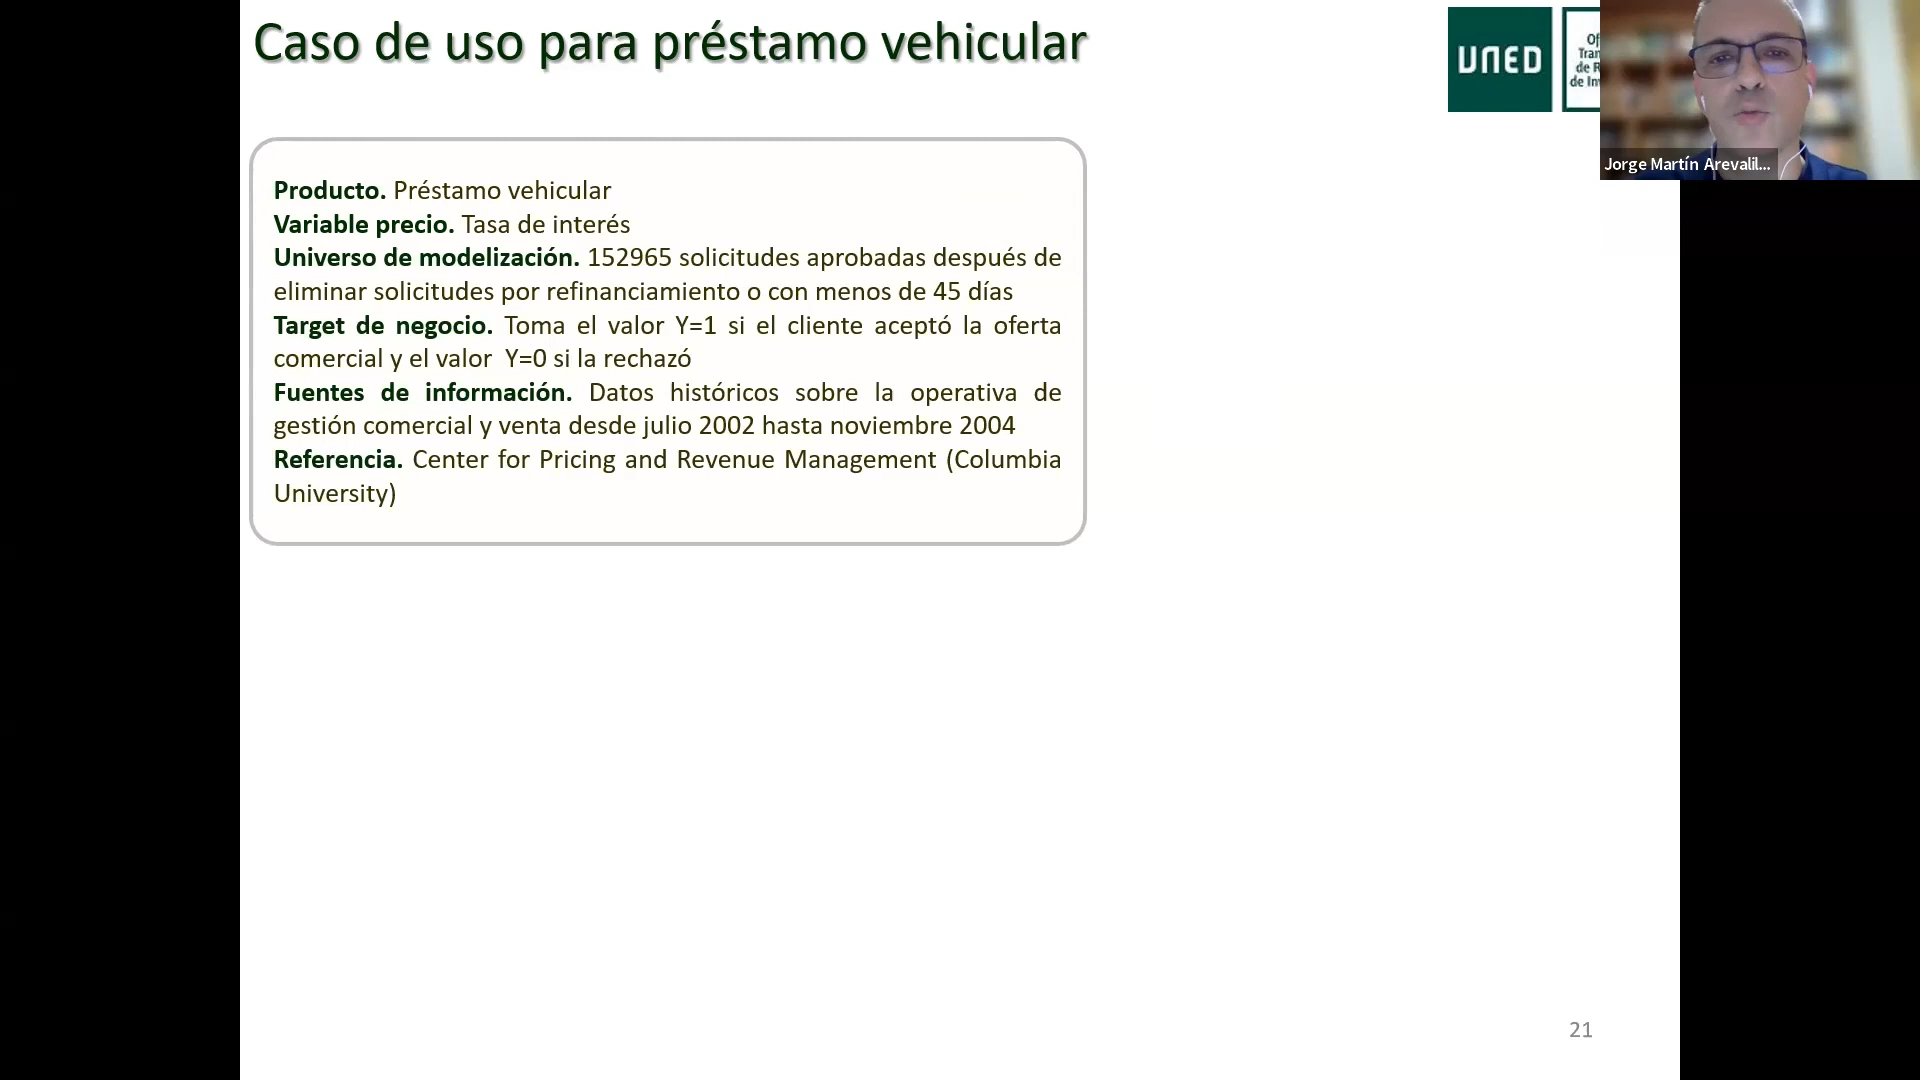 Caso de uso para préstamo vehicular
UNED
Jorge Martín Arevalil...
Producto. Préstamo vehicular
Variable precio. Tasa de interés
Universo de modelización. 152965 solicitudes aprobadas después de
eliminar solicitudes por refinanciamiento o con menos de 45 días
Target de negocio. Toma el valor Y=1 si el cliente aceptó la oferta
comercial y el valor Y=0 si la rechazó
Fuentes de información. Datos históricos sobre la operativa de
gestión comercial y venta desde julio 2002 hasta noviembre 2004
Referencia. Center for Pricing and Revenue Management (Columbia
University)
21